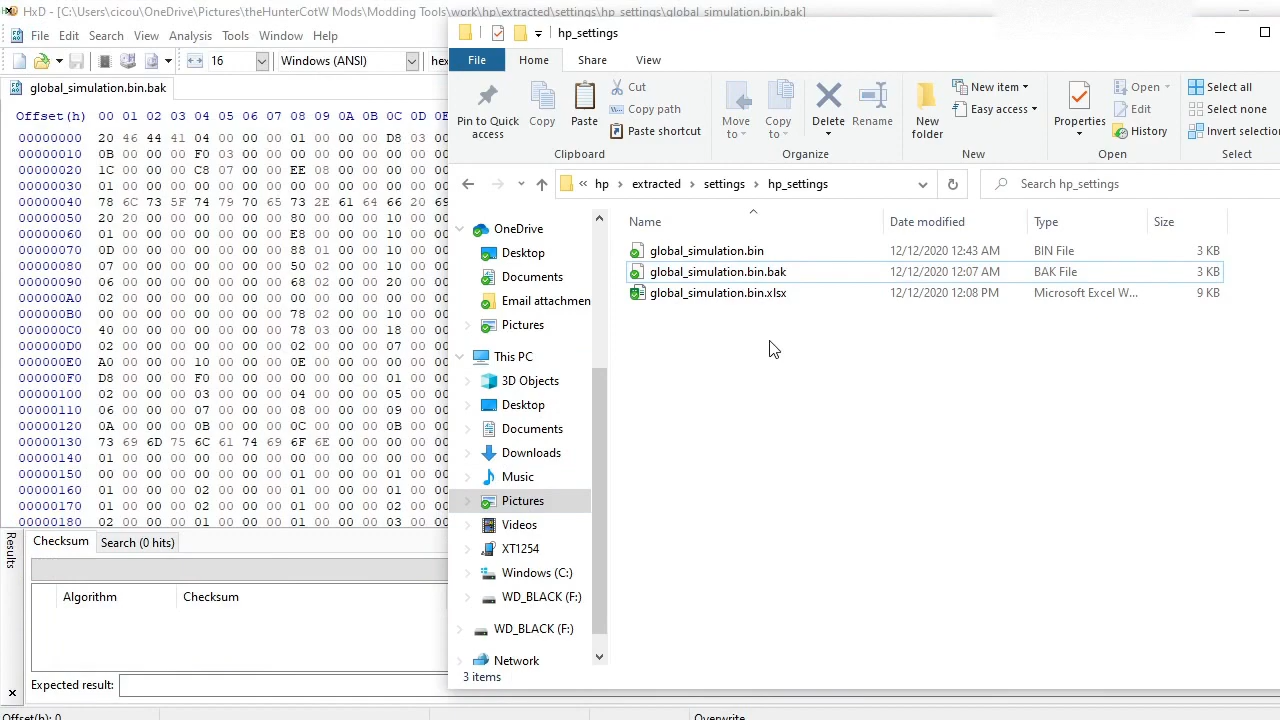 HxD - [C:\Users\cicou\OneDrive\Pictures\theHunterCotW Mods\Modding Tools\work\hp\extracted\settings\hp_settings\global_simulation.bin.bak]
File Edit Search View Analysis Tools Window Help
16 Windows (ANSI) hex
global_simulation.bin.bak
Offset(h) 00 01 02 03 04 05 06 07 08 09 0A 0B 0C 0D 0E
00000000 20 46 44 41 04 00 00 00 01 00 00 00 D8 00
00000010 0B 00 00 00 F0 03 00 00 00 00 00 00 00 00
00000020 1C 00 00 00 C8 07 00 00 EE 08 00 00 00 00
00000030 01 00 00 00 00 00 00 00 00 00 00 00 00 00
00000040 78 6C 73 5F 74 79 70 65 73 2E 61 64 66 20 69
00000050 20 20 00 00 00 00 00 00 80 00 00 00 10 00
00000060 01 00 00 00 00 00 00 00 E8 00 00 00 10 00
00000070 0D 00 00 00 00 00 00 00 88 01 00 00 10 00
00000080 07 00 00 00 00 00 00 00 50 02 00 00 10 00
00000090 06 00 00 00 00 00 00 00 68 02 00 00 20 00
000000A0 02 00 00 00 00 00 00 00 00 00 00 00 00 00
000000B0 00 00 00 00 00 00 00 00 78 02 00 00 10 00
000000C0 40 00 00 00 00 00 00 00 78 03 00 00 18 00
000000D0 02 00 00 00 00 00 00 00 02 00 00 00 07 00
000000E0 A0 00 00 00 10 00 00 00 0E 00 00 00 00 00
000000F0 D8 00 00 00 F0 00 00 00 00 00 00 00 01 00
00000100 02 00 00 00 03 00 00 00 04 00 00 00 05 00
00000110 06 00 00 00 07 00 00 00 08 00 00 00 09 00
00000120 0A 00 00 00 0B 00 00 00 0C 00 00 00 0B 00
00000130 73 69 6D 75 6C 61 74 69 6F 6E 00 00 00 00
00000140 01 00 00 00 00 00 00 00 00 00 00 00 00 00
00000150 00 00 00 00 01 00 00 00 01 00 00 00 01 00
00000160 01 00 00 00 02 00 00 00 01 00 00 00 01 00
00000170 01 00 00 00 02 00 00 00 01 00 00 00 02 00
00000180 02 00 00 00 01 00 00 00 01 00 00 00 03 00
Results
Checksum Search (0 hits)
Algorithm Checksum
Expected result:
Offset(h): 0 Overwrite
hp_settings
File Home Share View
Pin to Quick access
Copy
Paste
Cut
Copy path
Paste shortcut
Clipboard
Move to
Copy to
Delete
Rename
Organize
New folder
New item
Easy access
New
Properties
Open
Edit
History
Open
Select all
Select none
Invert selection
Select
« hp › extracted › settings › hp_settings
Search hp_settings
Name Date modified Type Size
global_simulation.bin 12/12/2020 12:43 AM BIN File 3 KB
global_simulation.bin.bak 12/12/2020 12:07 AM BAK File 3 KB
global_simulation.bin.xlsx 12/12/2020 12:08 PM Microsoft Excel W... 9 KB
OneDrive
Desktop
Documents
Email attachmen
Pictures
This PC
3D Objects
Desktop
Documents
Downloads
Music
Pictures
Videos
XT1254
Windows (C:)
WD_BLACK (F:)
WD_BLACK (F:)
Network
3 items